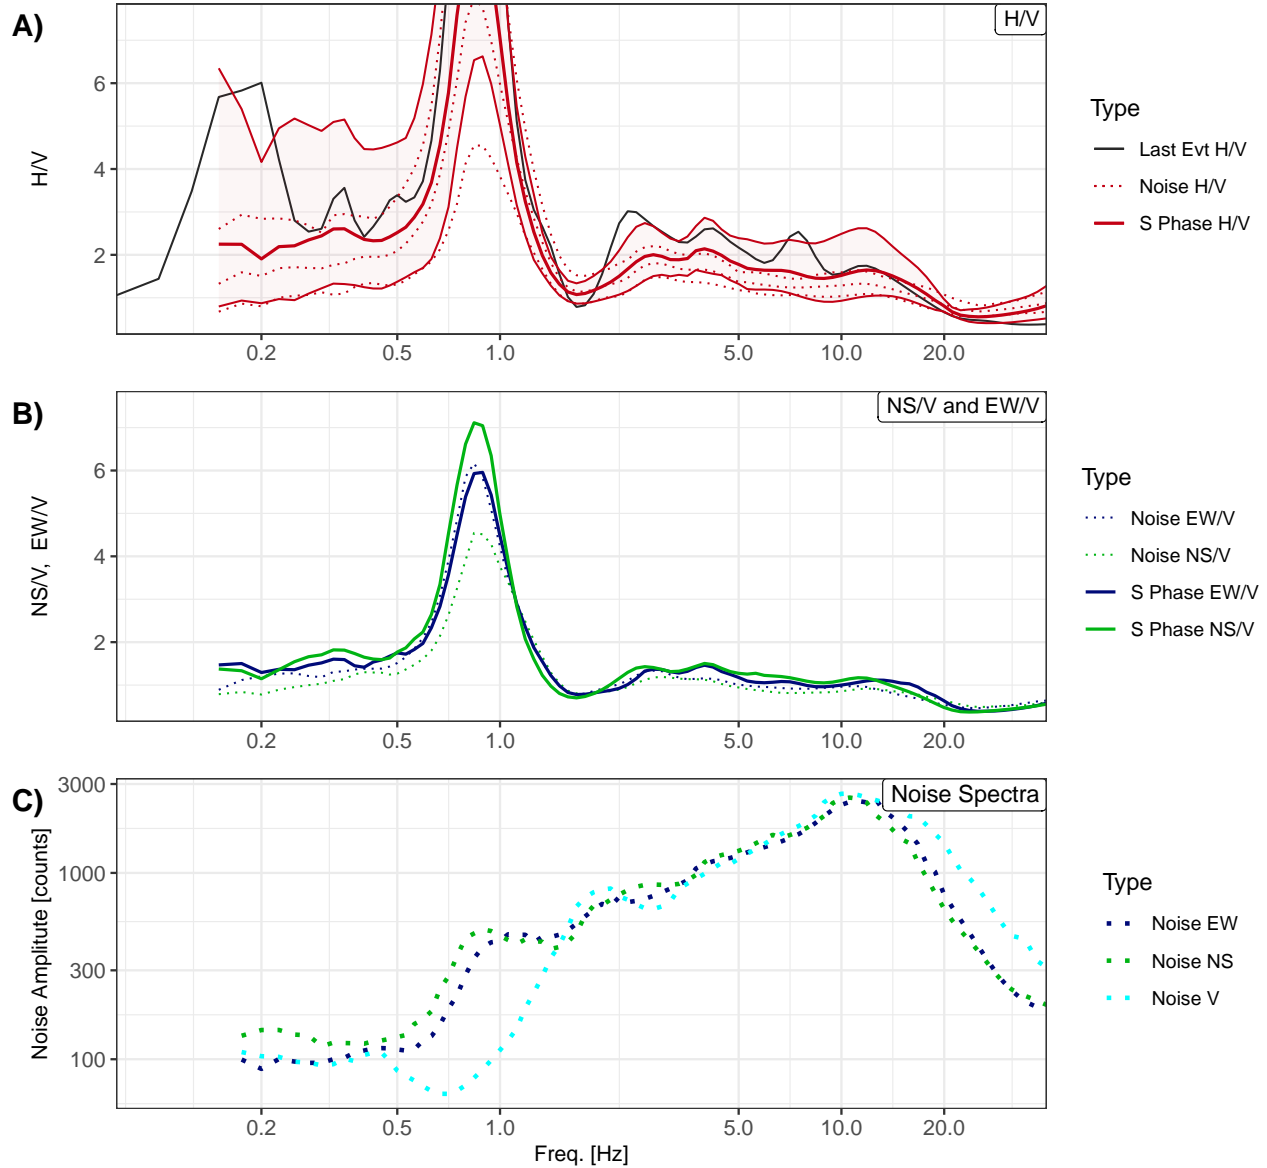 A)
H/V
6
4
2
H/V
0.2 0.5 1.0 5.0 10.0 20.0
Type
Last Evt H/V
Noise H/V
S Phase H/V
B)
NS/V and EW/V
6
4
2
NS/V, EW/V
0.2 0.5 1.0 5.0 10.0 20.0
Type
Noise EW/V
Noise NS/V
S Phase EW/V
S Phase NS/V
C)
Noise Spectra
3000
1000
300
100
Noise Amplitute [counts]
0.2 0.5 1.0 5.0 10.0 20.0
Freq. [Hz]
Type
Noise EW
Noise NS
Noise V